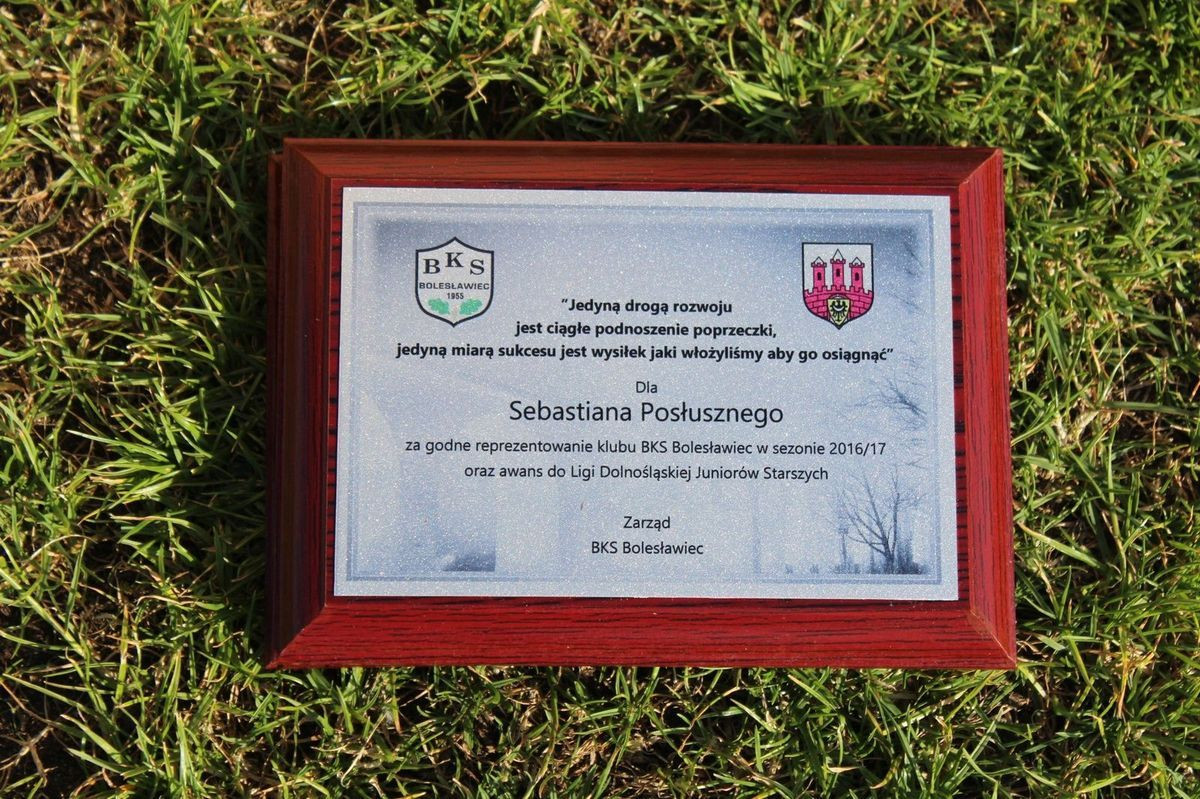 BKS
BOLESŁAWIEC
1955
“Jedyną drogą rozwoju
jest ciągłe podnoszenie poprzeczki,
jedyną miarą sukcesu jest wysiłek jaki włożyliśmy aby go osiągnąć”
Dla
Sebastiana Posłusznego
za godne reprezentowanie klubu BKS Bolesławiec w sezonie 2016/17
oraz awans do Ligi Dolnośląskiej Juniorów Starszych
Zarząd
BKS Bolesławiec